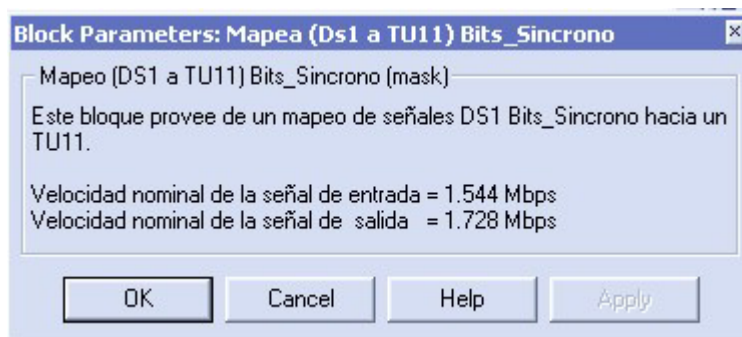 Block Parameters: Mapea (Ds1 a TU11) Bits_Sincrono
Mapeo (DS1 a TU11) Bits_Sincrono (mask)
Este bloque provee de un mapeo de señales DS1 Bits_Sincrono hacia un
TU11.
Velocidad nominal de la señal de entrada = 1.544 Mbps
Velocidad nominal de la señal de salida = 1.728 Mbps
OK Cancel Help Apply